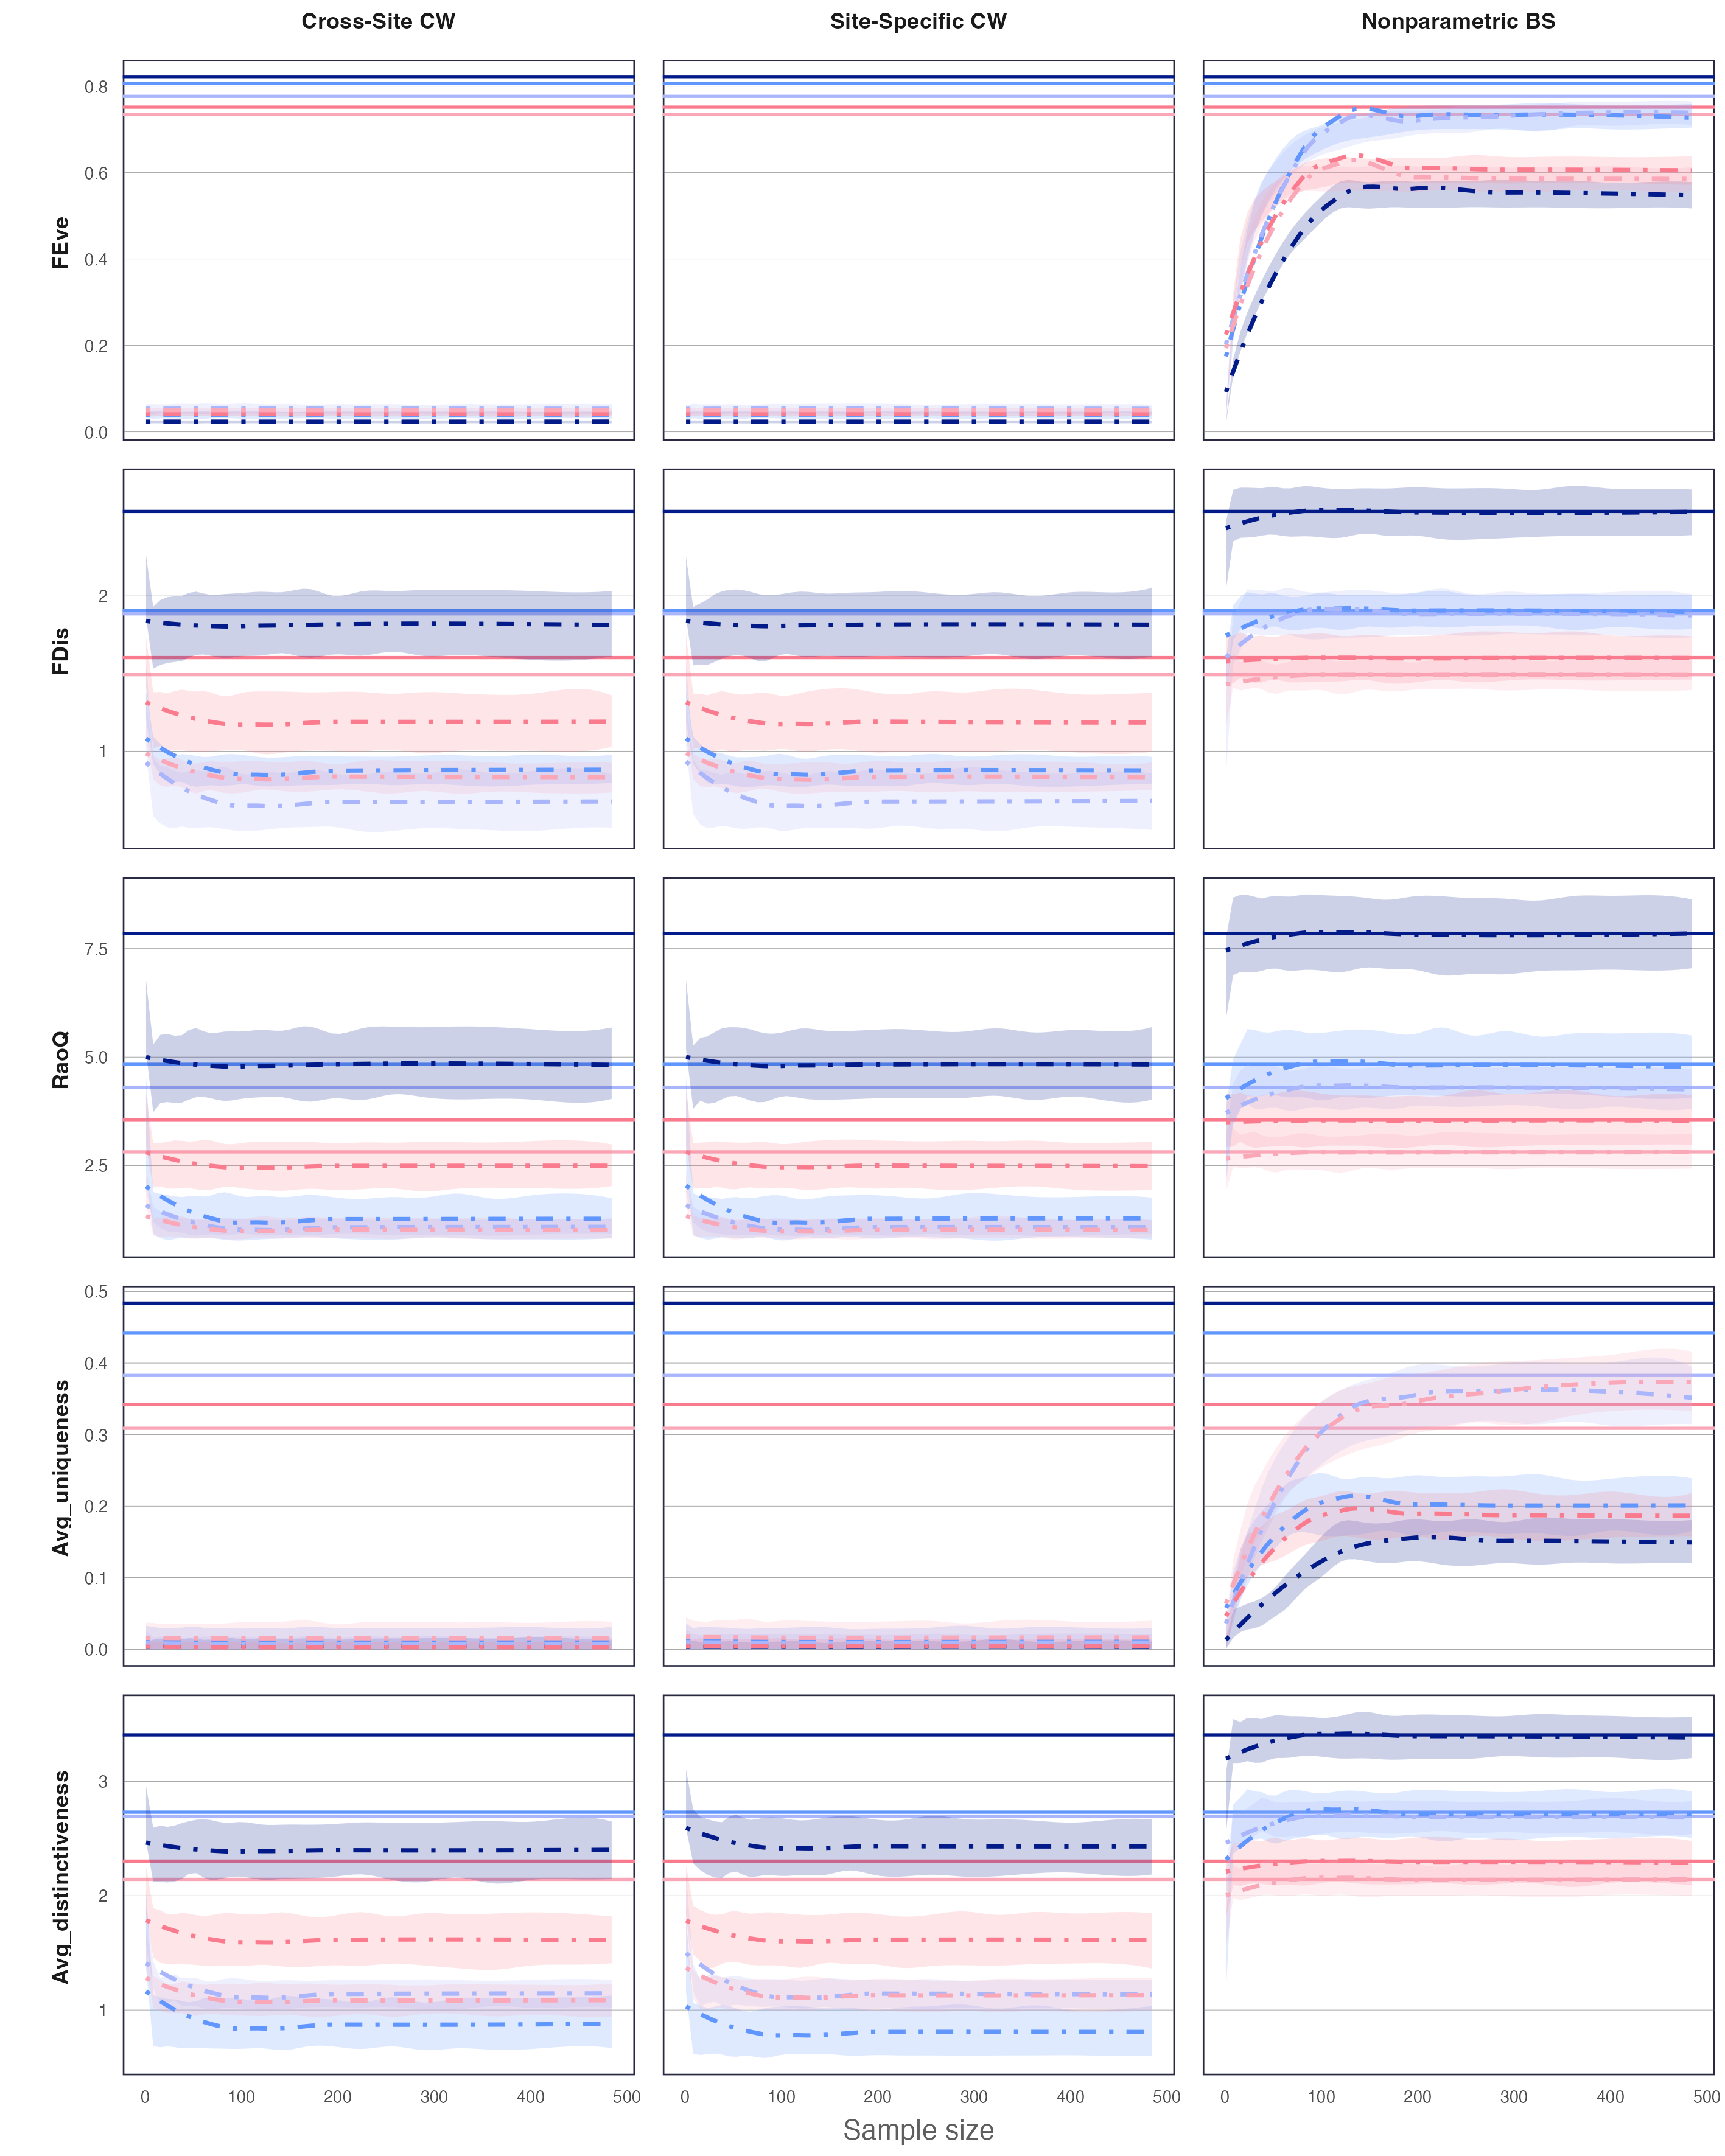 Cross-Site CW Site-Specific CW Nonparametric BS
FEve
0.8
0.6
0.4
0.2
0.0
FDis
2
1
RaoQ
7.5
5.0
2.5
Avg_uniqueness
0.5
0.4
0.3
0.2
0.1
0.0
Avg_distinctiveness
3
2
1
0 100 200 300 400 500 0 100 200 300 400 500 0 100 200 300 400 500
Sample size